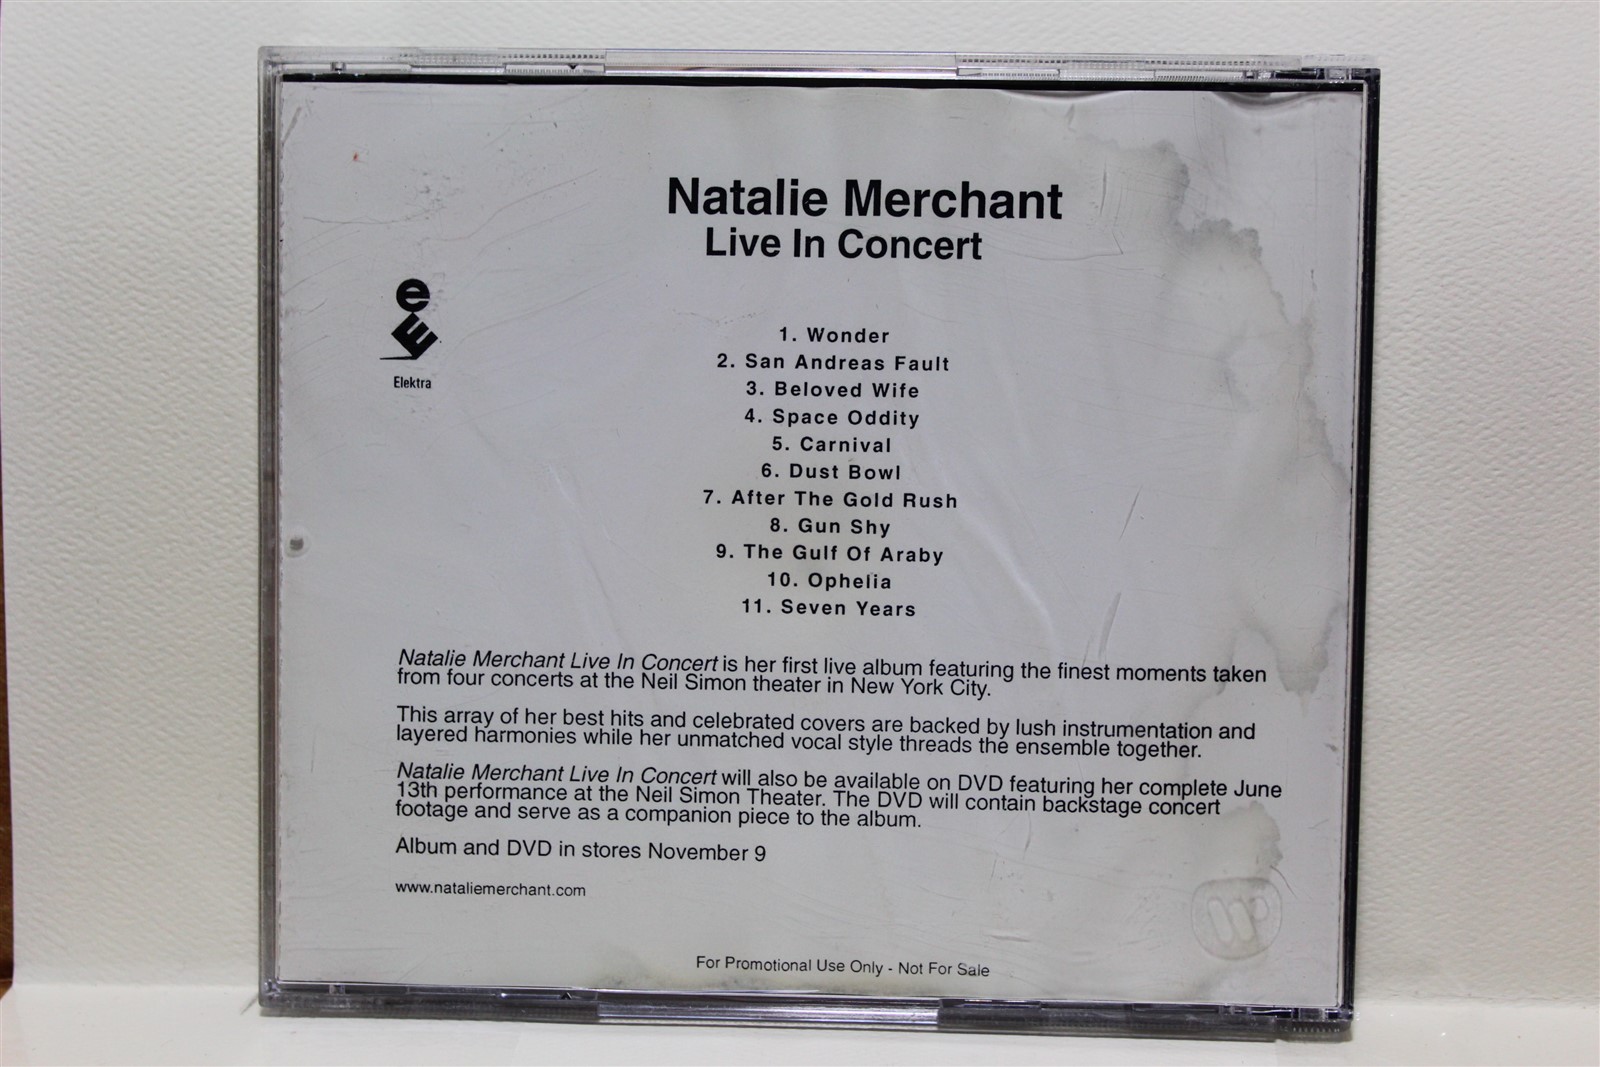 Natalie Merchant
Live In Concert
e
E
Elektra
1. Wonder
2. San Andreas Fault
3. Beloved Wife
4. Space Oddity
5. Carnival
6. Dust Bowl
7. After The Gold Rush
8. Gun Shy
9. The Gulf Of Araby
10. Ophelia
11. Seven Years
Natalie Merchant Live In Concert is her first live album featuring the finest moments taken
from four concerts at the Neil Simon theater in New York City.
This array of her best hits and celebrated covers are backed by lush instrumentation and
layered harmonies while her unmatched vocal style threads the ensemble together.
Natalie Merchant Live In Concert will also be available on DVD featuring her complete June
13th performance at the Neil Simon Theater. The DVD will contain backstage concert
footage and serve as a companion piece to the album.
Album and DVD in stores November 9
www.nataliemerchant.com
For Promotional Use Only - Not For Sale